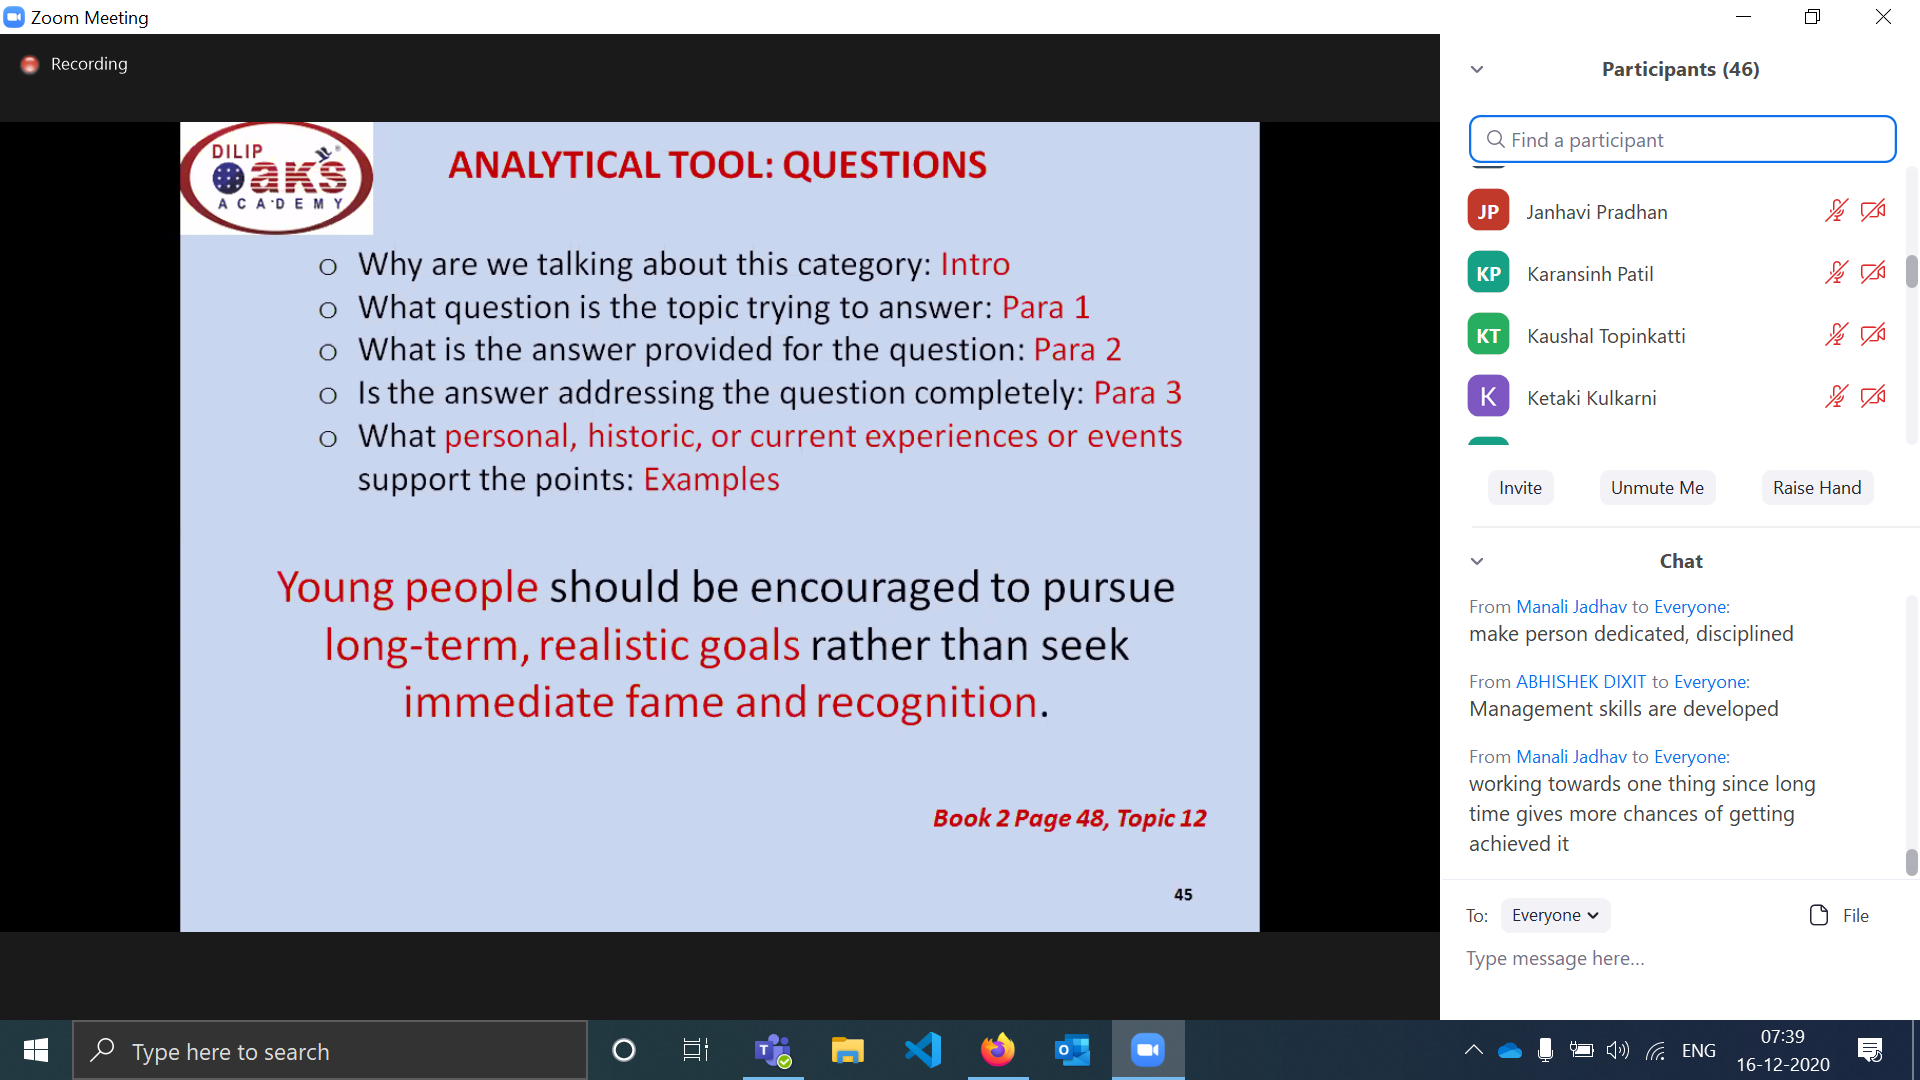 Zoom Meeting
Recording
DILIP
Oaks
ACADEMY
ANALYTICAL TOOL: QUESTIONS
o Why are we talking about this category: Intro
o What question is the topic trying to answer: Para 1
o What is the answer provided for the question: Para 2
o Is the answer addressing the question completely: Para 3
o What personal, historic, or current experiences or events
support the points: Examples
Young people should be encouraged to pursue
long-term, realistic goals rather than seek
immediate fame and recognition.
Book 2 Page 48, Topic 12
45
Participants (46)
Find a participant
JP Janhavi Pradhan
KP Karansinh Patil
KT Kaushal Topinkatti
K Ketaki Kulkarni
Invite Unmute Me Raise Hand
Chat
From Manali Jadhav to Everyone:
make person dedicated, disciplined
From ABHISHEK DIXIT to Everyone:
Management skills are developed
From Manali Jadhav to Everyone:
working towards one thing since long
time gives more chances of getting
achieved it
To: Everyone File
Type message here...
Type here to search
ENG
07:39
16-12-2020